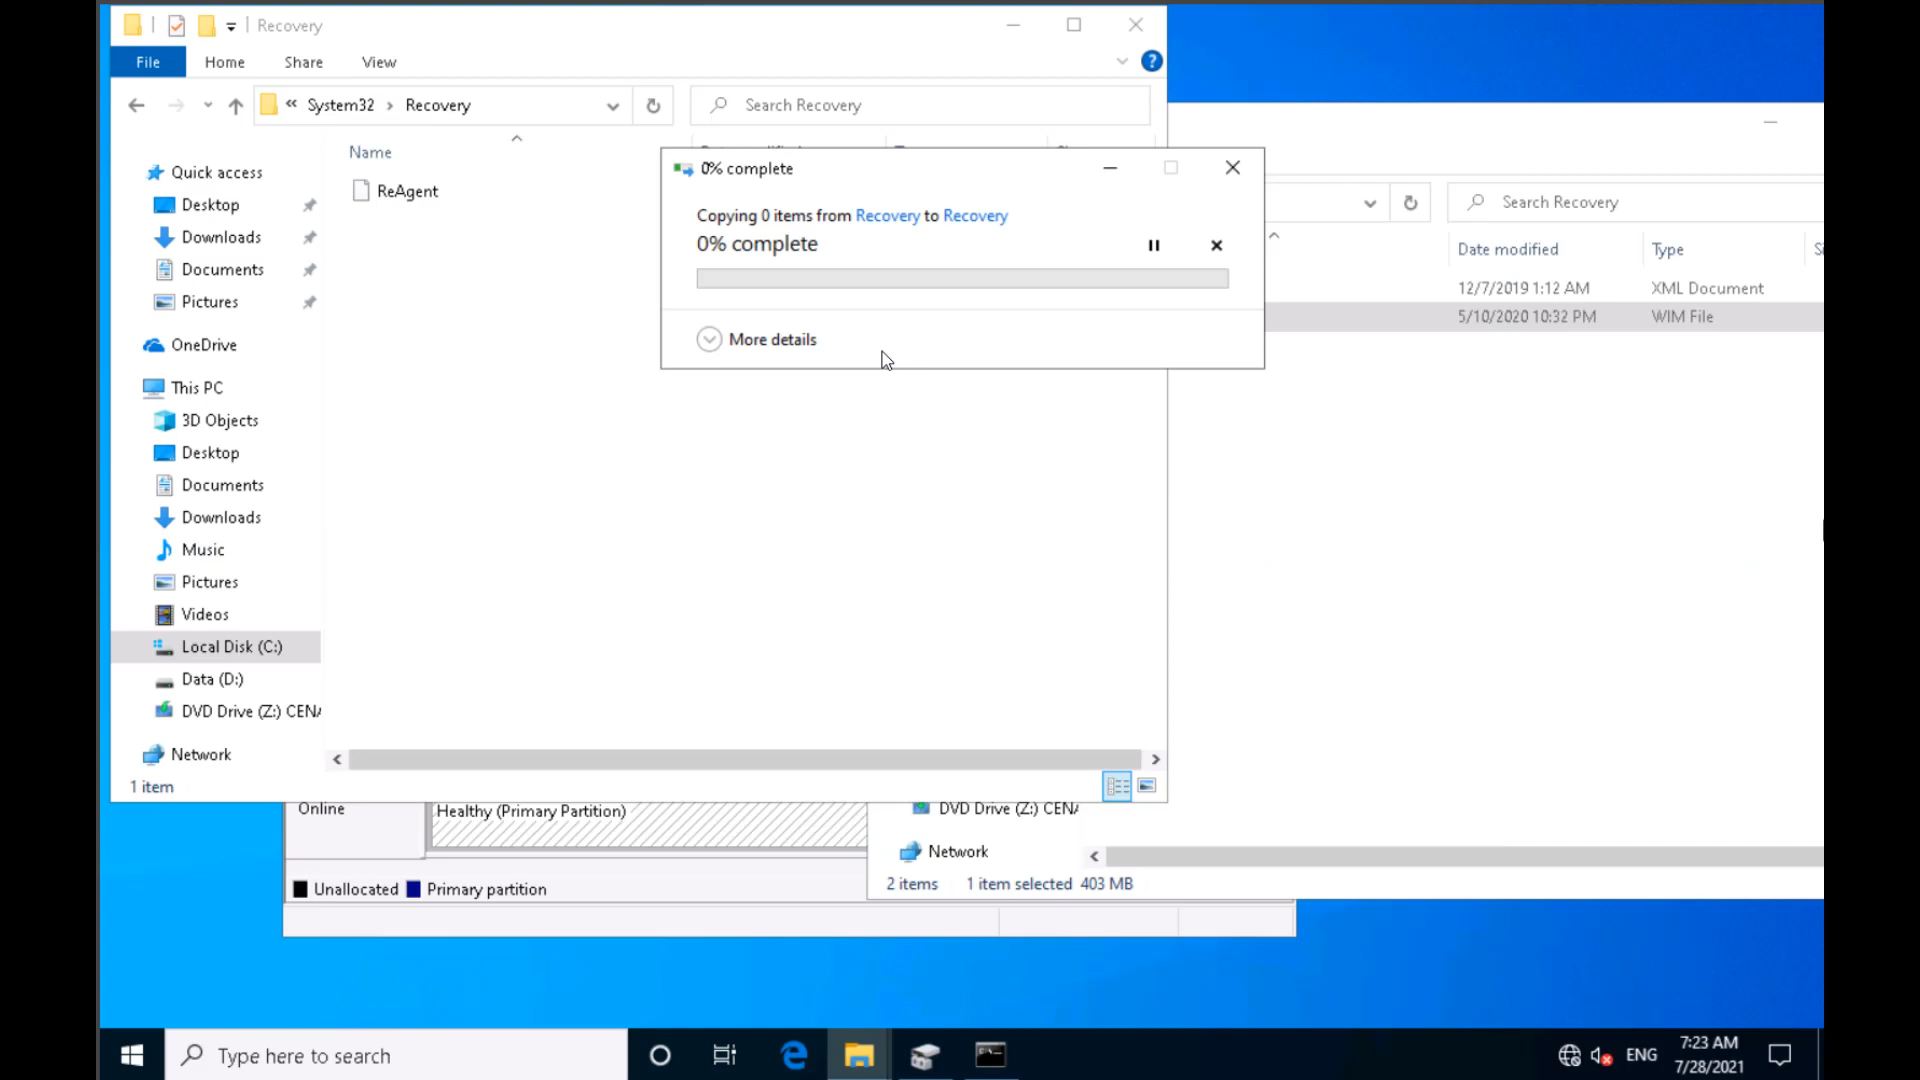 Recovery
File Home Share View
« System32 › Recovery
Search Recovery
Name
ReAgent
Quick access
Desktop
Downloads
Documents
Pictures
OneDrive
This PC
3D Objects
Desktop
Documents
Downloads
Music
Pictures
Videos
Local Disk (C:)
Data (D:)
DVD Drive (Z:) CENA
Network
1 item
0% complete
Copying 0 items from Recovery to Recovery
0% complete
More details
Search Recovery
Date modified Type
12/7/2019 1:12 AM XML Document
5/10/2020 10:32 PM WIM File
DVD Drive (Z:) CENA
Network
2 items 1 item selected 403 MB
Online
Healthy (Primary Partition)
Unallocated Primary partition
Type here to search
ENG
7:23 AM
7/28/2021